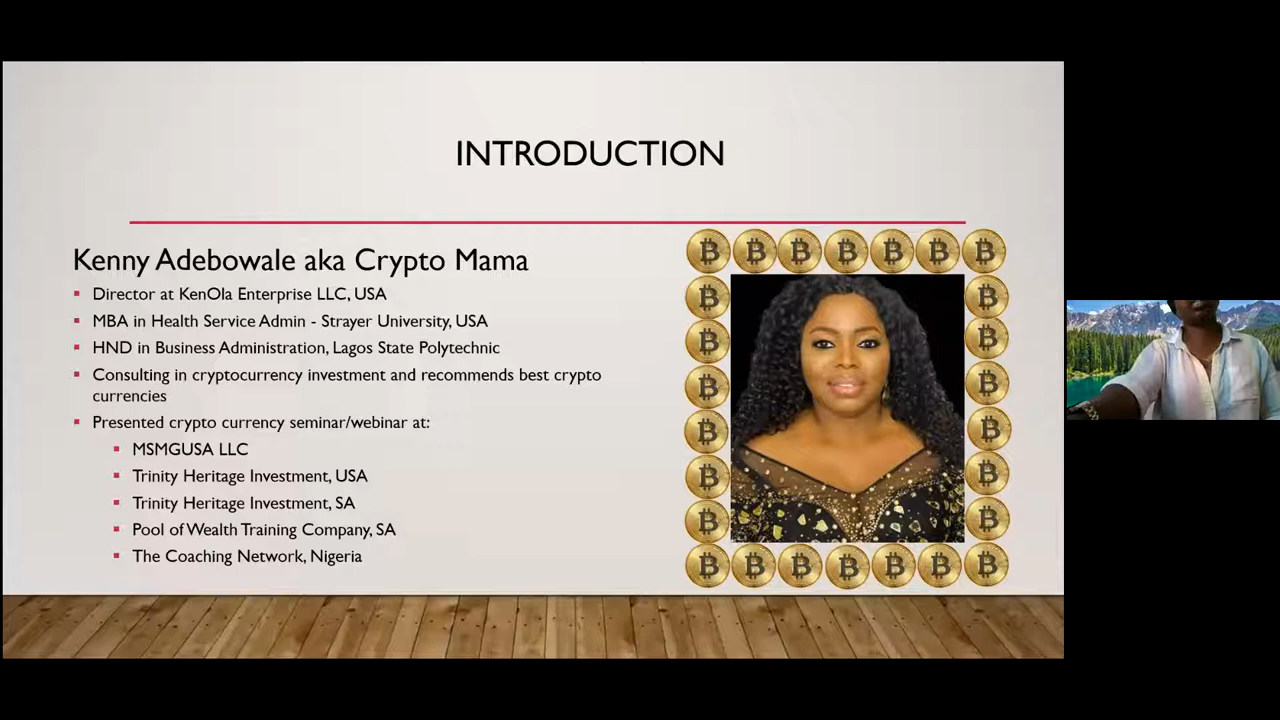 INTRODUCTION
Kenny Adebowale aka Crypto Mama
Director at KenOla Enterprise LLC, USA
MBA in Health Service Admin - Strayer University, USA
HND in Business Administration, Lagos State Polytechnic
Consulting in cryptocurrency investment and recommends best crypto
currencies
Presented crypto currency seminar/webinar at:
MSMGUSA LLC
Trinity Heritage Investment, USA
Trinity Heritage Investment, SA
Pool of Wealth Training Company, SA
The Coaching Network, Nigeria